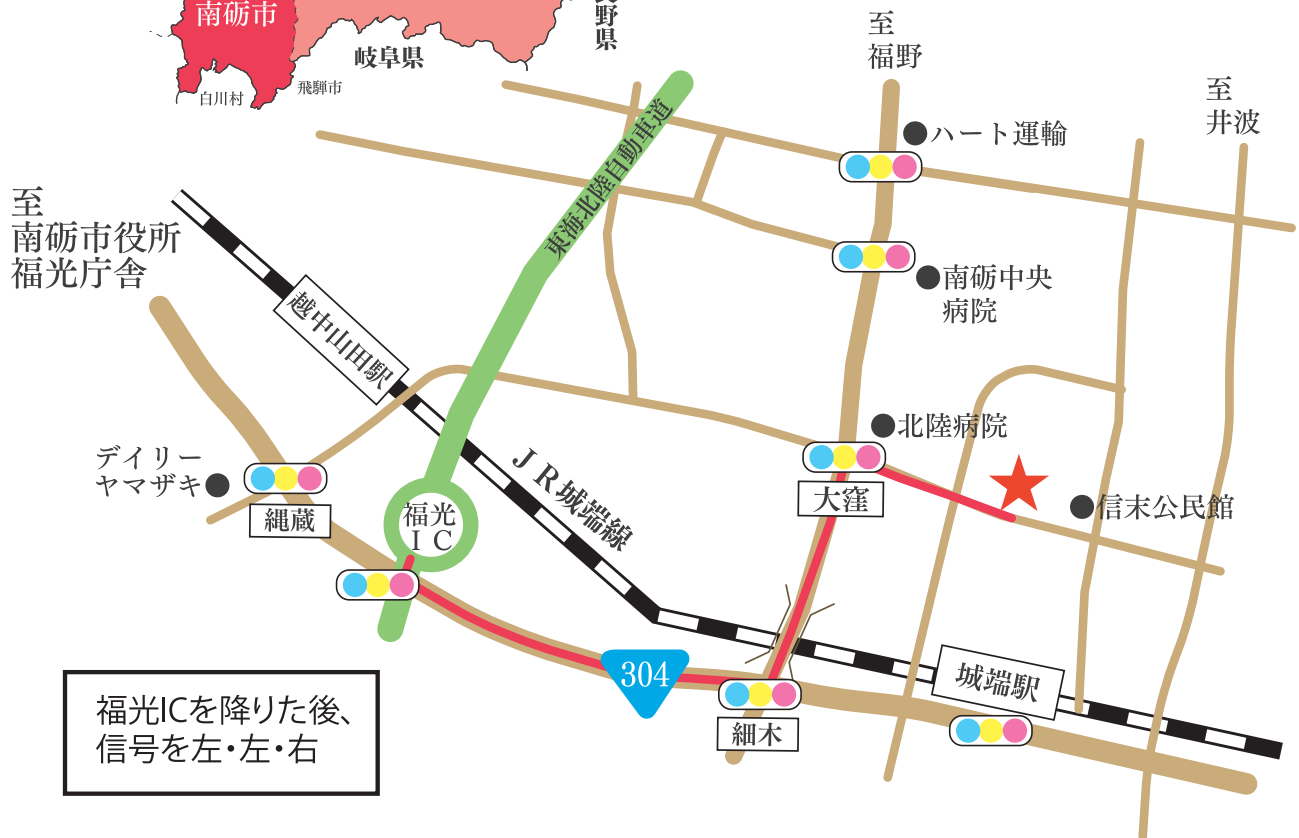 南砺市
岐阜県
野県
白川村
飛騨市
至
福野
至
井波
ハート運輸
東海北陸自動車道
至
南砺市役所
福光庁舎
南砺中央
病院
越中山田駅
北陸病院
デイリー
ヤマザキ
JR城端線
大窪
信末公民館
縄蔵
福光
IC
304
城端駅
細木
福光ICを降りた後、
信号を左・左・右